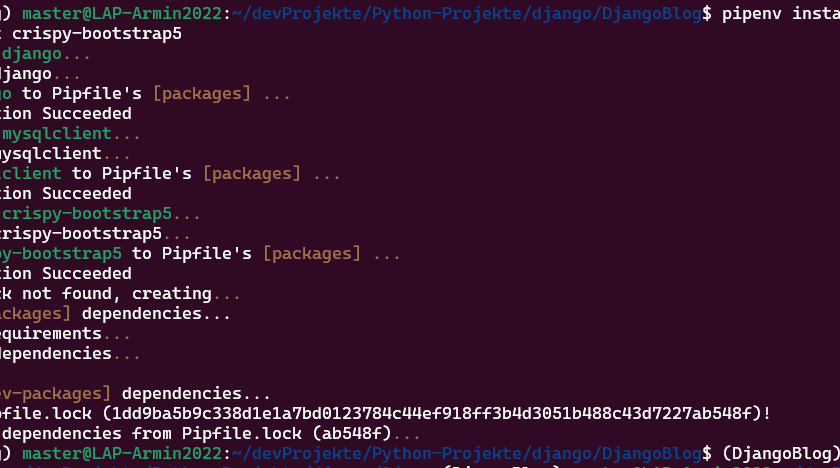 ) master@LAP-Armin2022:~/devProjekte/Python-Projekte/django/DjangoBlog$ pipenv insta
crispy-bootstrap5
django...
django...
go to Pipfile's [packages] ...
tion Succeeded
mysqlclient...
mysqlclient...
lclient to Pipfile's [packages] ...
tion Succeeded
crispy-bootstrap5...
crispy-bootstrap5...
py-bootstrap5 to Pipfile's [packages] ...
tion Succeeded
ck not found, creating...
ackages] dependencies...
equirements...
dependencies...
ev-packages] dependencies...
pfile.lock (1dd9ba5b9c338d1e1a7bd0123784c44ef918ff3b4d3051b488c43d7227ab548f)!
dependencies from Pipfile.lock (ab548f)...
) master@LAP-Armin2022:~/devProjekte/Python-Projekte/django/DjangoBlog$ (DjangoBlog)